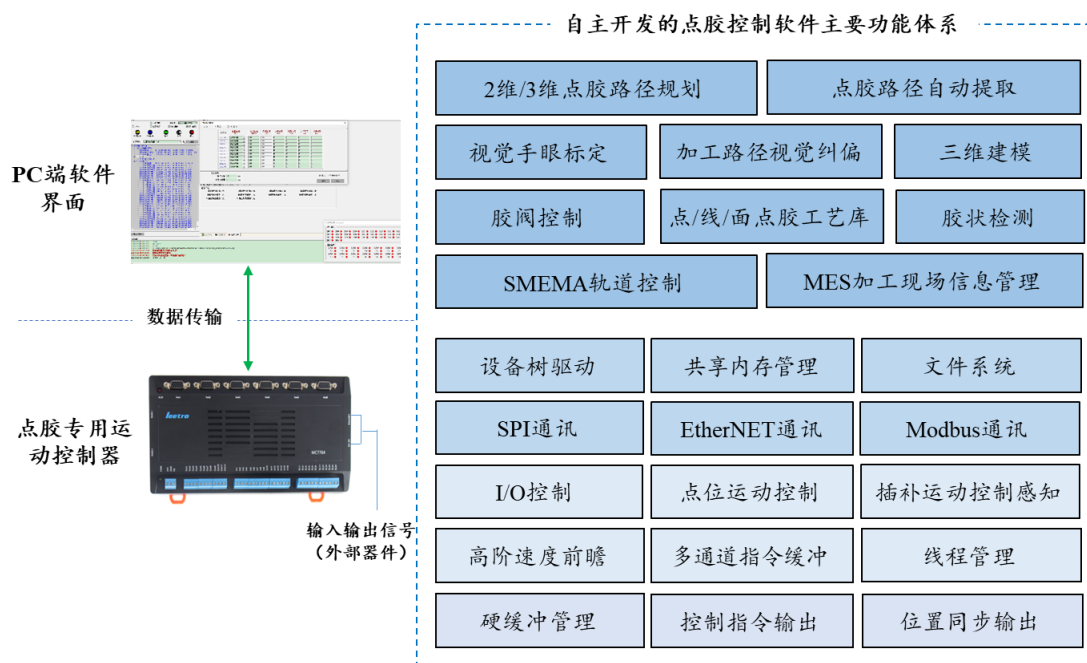 自主开发的点胶控制软件主要功能体系
2维/3维点胶路径规划
点胶路径自动提取
视觉手眼标定
加工路径视觉纠偏
三维建模
胶阀控制
点/线/面点胶工艺库
胶状检测
SMEMA轨道控制
MES加工现场信息管理
PC端软件
界面
数据传输
设备树驱动
共享内存管理
文件系统
SPI通讯
EtherNET通讯
Modbus通讯
I/O控制
点位运动控制
插补运动控制感知
高阶速度前瞻
多通道指令缓冲
线程管理
硬缓冲管理
控制指令输出
位置同步输出
点胶专用运
动控制器
输入输出信号
（外部器件）